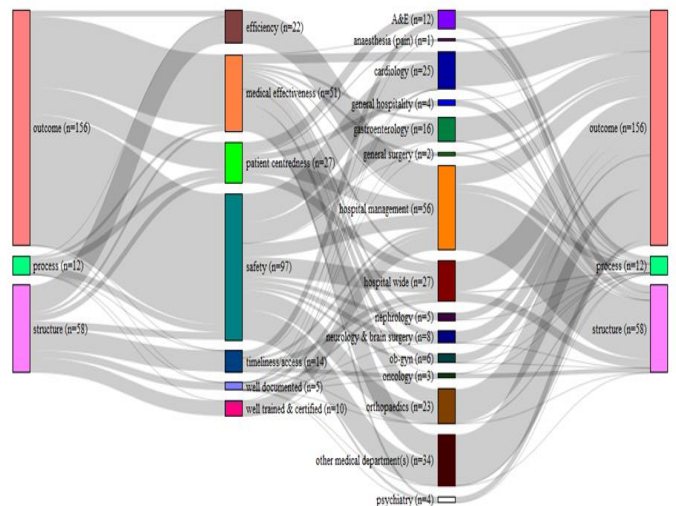 outcome (n=156)
process (n=12)
structure (n=58)
efficiency (n=22)
medical effectiveness (n=51)
patient centredness (n=27)
safety (n=97)
timeliness access (n=14)
well documented (n=5)
well trained & certified (n=10)
A&E (n=12)
anaesthesia (pain) (n=1)
cardiology (n=25)
general hospitality (n=4)
gastroenterology (n=16)
general surgery (n=2)
hospital management (n=56)
hospital wide (n=27)
nephrology (n=5)
neurology & brain surgery (n=8)
ob-gyn (n=6)
oncology (n=3)
orthopaedics (n=23)
other medical department(s) (n=34)
psychiatry (n=4)
outcome (n=156)
process (n=12)
structure (n=58)